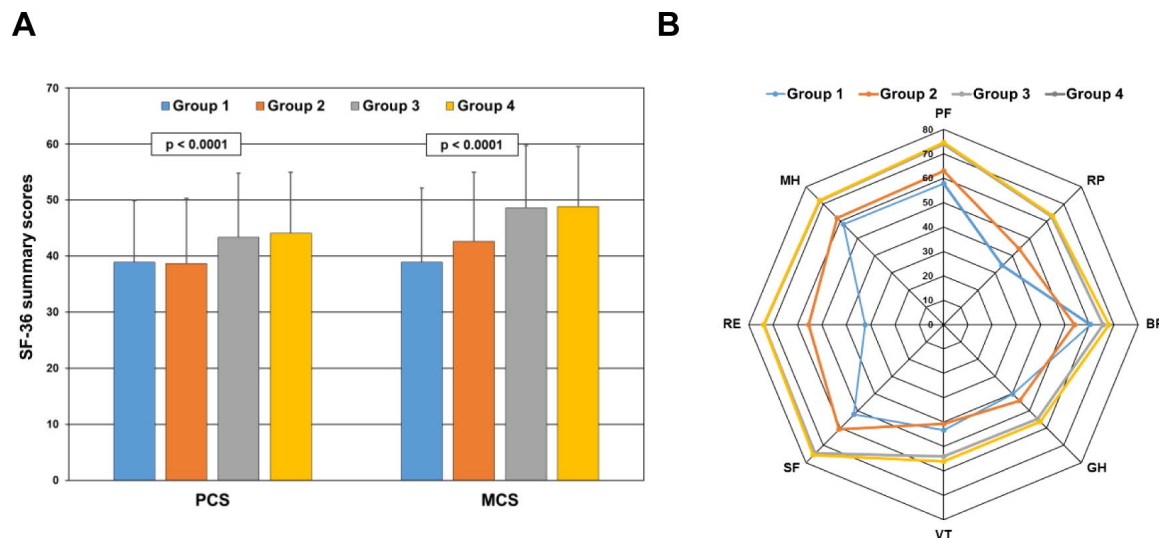 A
B
SF-36 summary scores
70
60
50
40
30
20
10
0
Group 1 Group 2 Group 3 Group 4
p < 0.0001
p < 0.0001
PCS
MCS
Group 1 Group 2 Group 3 Group 4
PF
RP
BP
GH
VT
SF
RE
MH
80
70
60
50
40
30
20
10
0